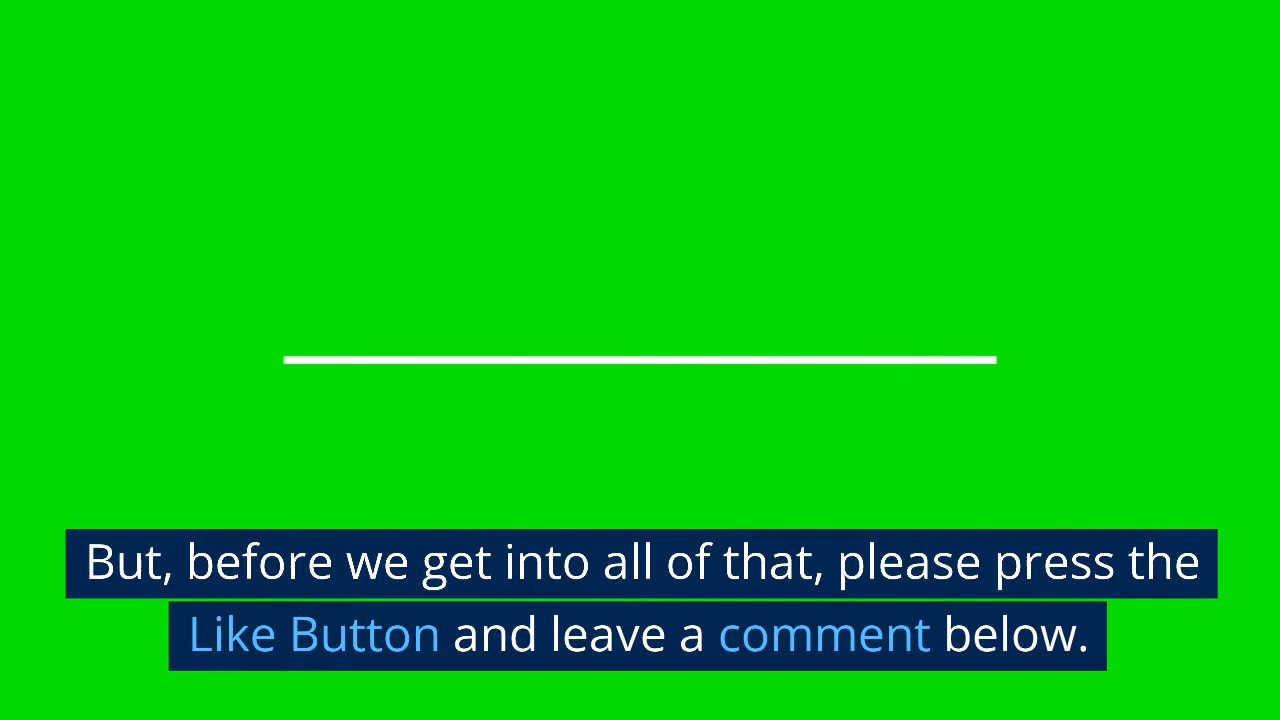 But, before we get into all of that, please press the
Like Button and leave a comment below.